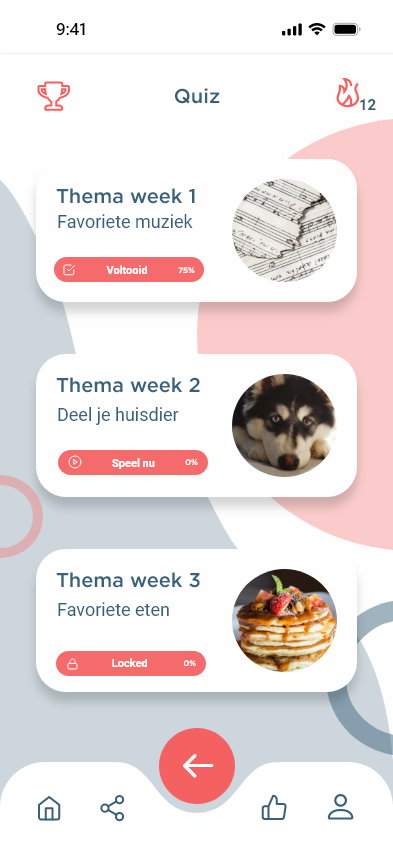 9:41
Quiz
12
Thema week 1
Favoriete muziek
Voltooid 75%
Thema week 2
Deel je huisdier
Speel nu 0%
Thema week 3
Favoriete eten
Locked 0%